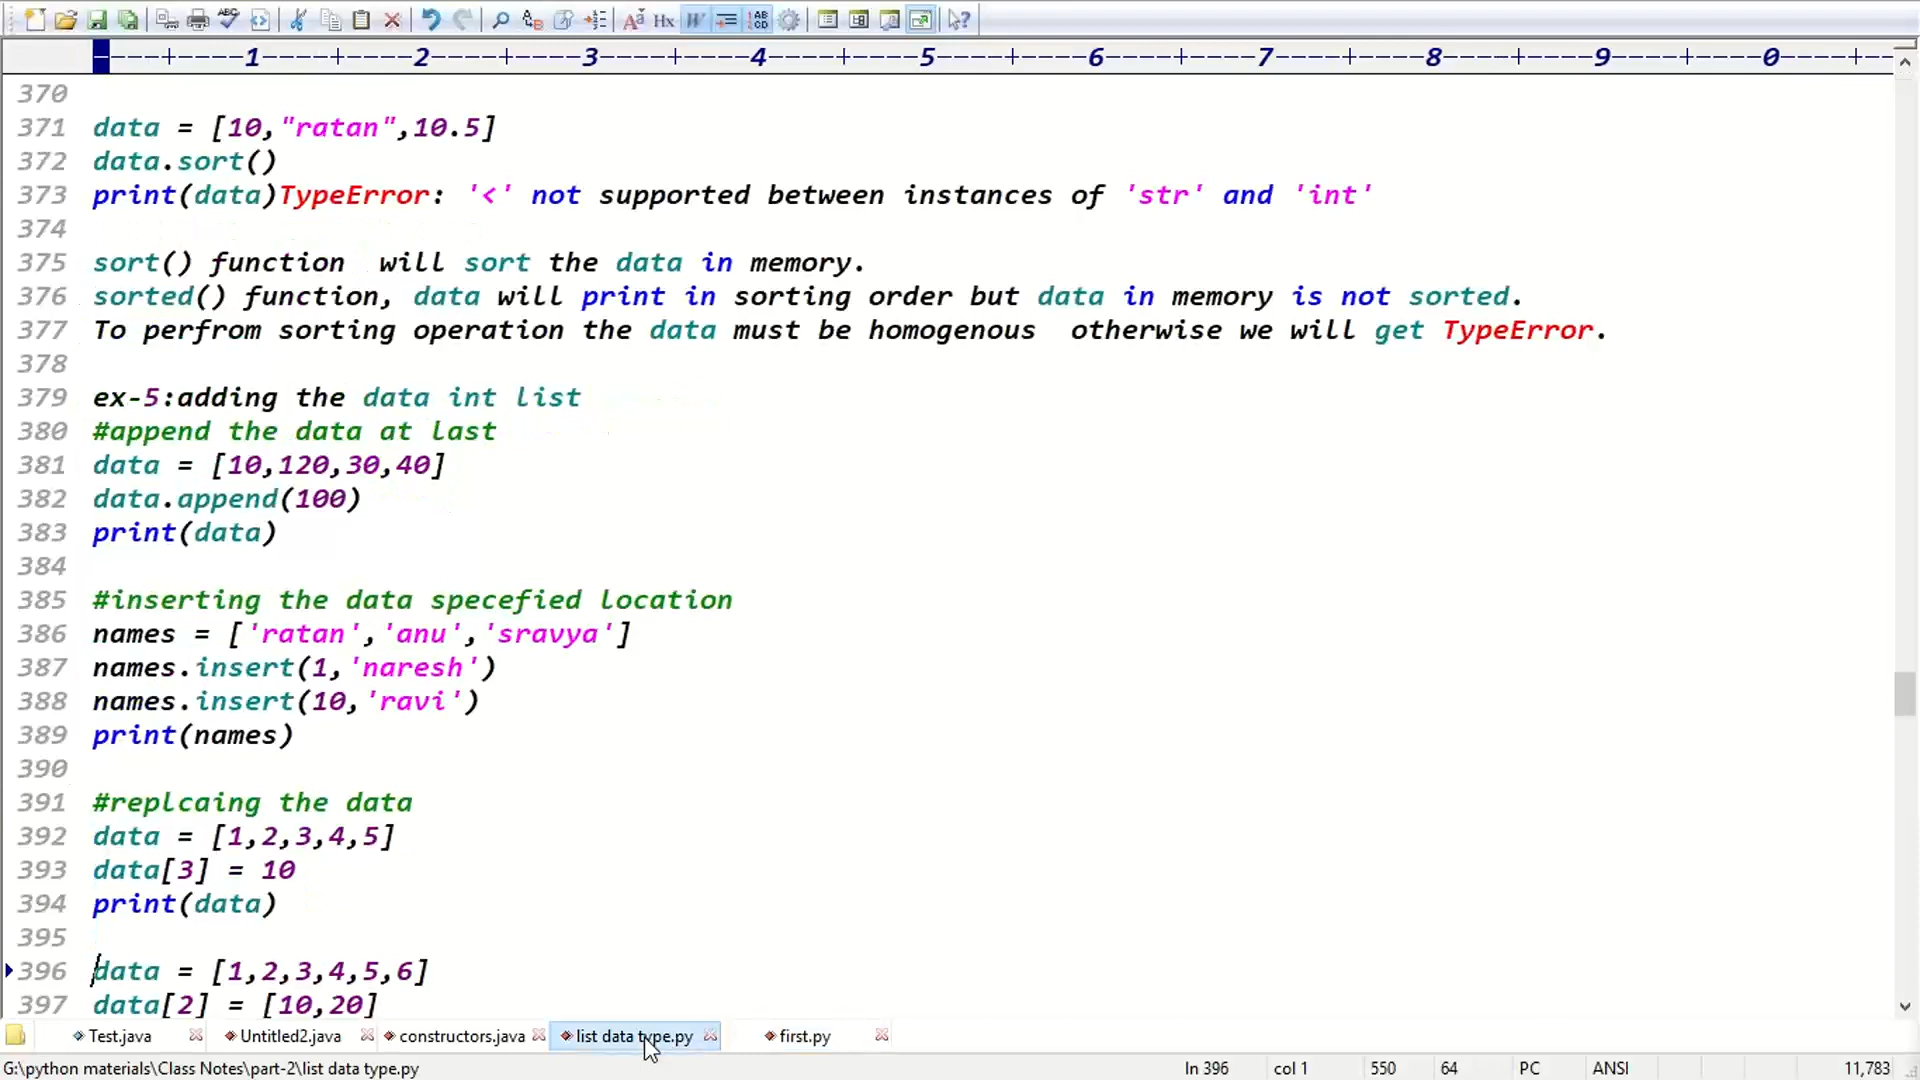 ----+----1----+----2----+----3----+----4----+----5----+----6----+----7----+----8----+----9----+----0----+--
370
371 data = [10,"ratan",10.5]
372 data.sort()
373 print(data)TypeError: '<' not supported between instances of 'str' and 'int'
374
375 sort() function  will sort the data in memory.
376 sorted() function, data will print in sorting order but data in memory is not sorted.
377 To perfrom sorting operation the data must be homogenous  otherwise we will get TypeError.
378
379 ex-5:adding the data int list
380 #append the data at last
381 data = [10,120,30,40]
382 data.append(100)
383 print(data)
384
385 #inserting the data specefied location
386 names = ['ratan','anu','sravya']
387 names.insert(1,'naresh')
388 names.insert(10,'ravi')
389 print(names)
390
391 #replcaing the data
392 data = [1,2,3,4,5]
393 data[3] = 10
394 print(data)
395
396 data = [1,2,3,4,5,6]
397 data[2] = [10,20]
Test.java Untitled2.java constructors.java list data type.py first.py
G:\python materials\Class Notes\part-2\list data type.py ln 396 col 1 550 64 PC ANSI 11,783